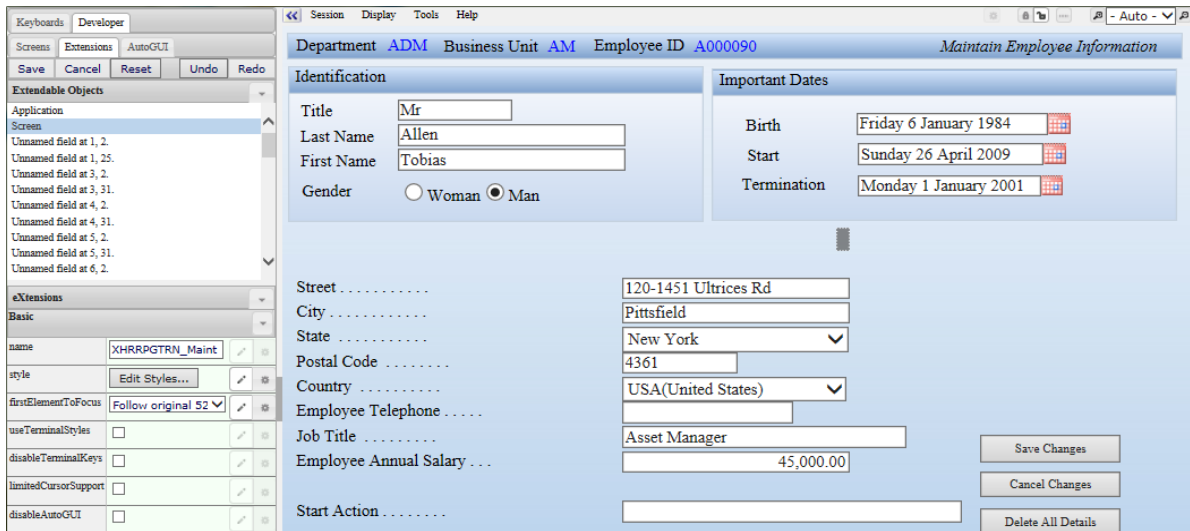 Keyboards Developer
Screens Extensions AutoGUI
Save Cancel Reset Undo Redo
Extendable Objects
Application
Screen
Unnamed field at 1, 2.
Unnamed field at 1, 25.
Unnamed field at 3, 2.
Unnamed field at 3, 31.
Unnamed field at 4, 2.
Unnamed field at 4, 31.
Unnamed field at 5, 2.
Unnamed field at 5, 31.
Unnamed field at 6, 2.
eXtensions
Basic
name XHRRPGTRN_Maint
style Edit Styles...
firstElementToFocus Follow original 52
useTerminalStyles
disableTerminalKeys
limitedCursorSupport
disableAutoGUI
Session Display Tools Help
- Auto -
Department ADM Business Unit AM Employee ID A000090 Maintain Employee Information
Identification
Title Mr
Last Name Allen
First Name Tobias
Gender Woman Man
Important Dates
Birth Friday 6 January 1984
Start Sunday 26 April 2009
Termination Monday 1 January 2001
Street . . . . . . . . . . . 120-1451 Ultrices Rd
City . . . . . . . . . . . . Pittsfield
State . . . . . . . . . . . New York
Postal Code . . . . . . . . 4361
Country . . . . . . . . . . USA(United States)
Employee Telephone . . . . .
Job Title . . . . . . . . . Asset Manager
Employee Annual Salary . . . 45,000.00
Start Action . . . . . . . .
Save Changes
Cancel Changes
Delete All Details